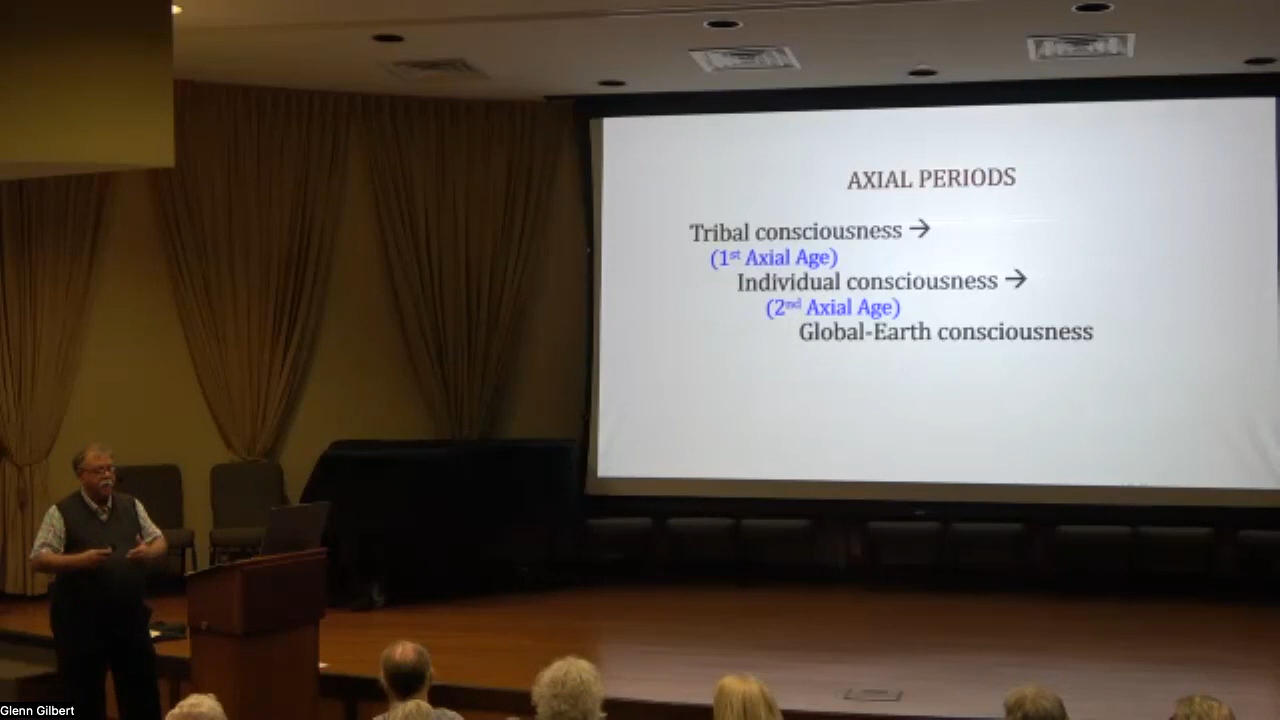 AXIAL PERIODS
Tribal consciousness →
(1st Axial Age)
Individual consciousness →
(2nd Axial Age)
Global-Earth consciousness
Glenn Gilbert